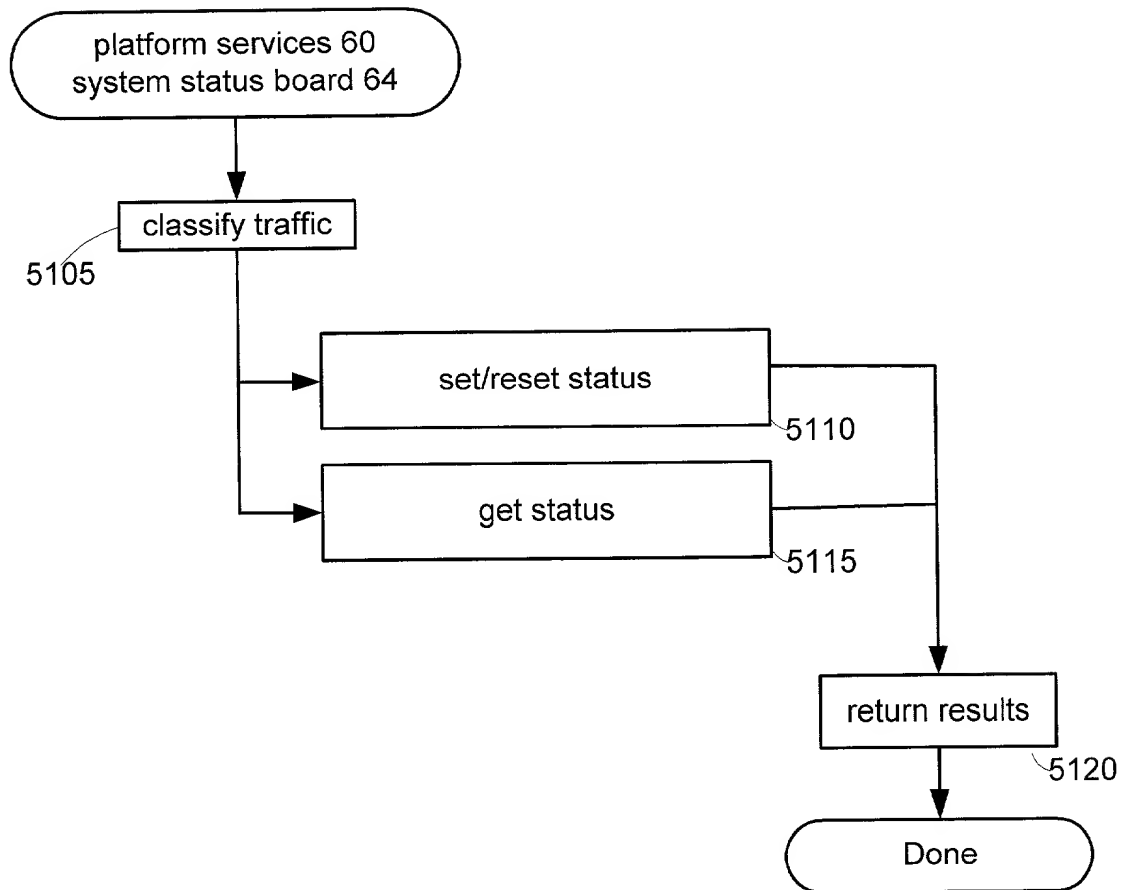 platform services 60
system status board 64
classify traffic
5105
set/reset status
5110
get status
5115
return results
5120
Done